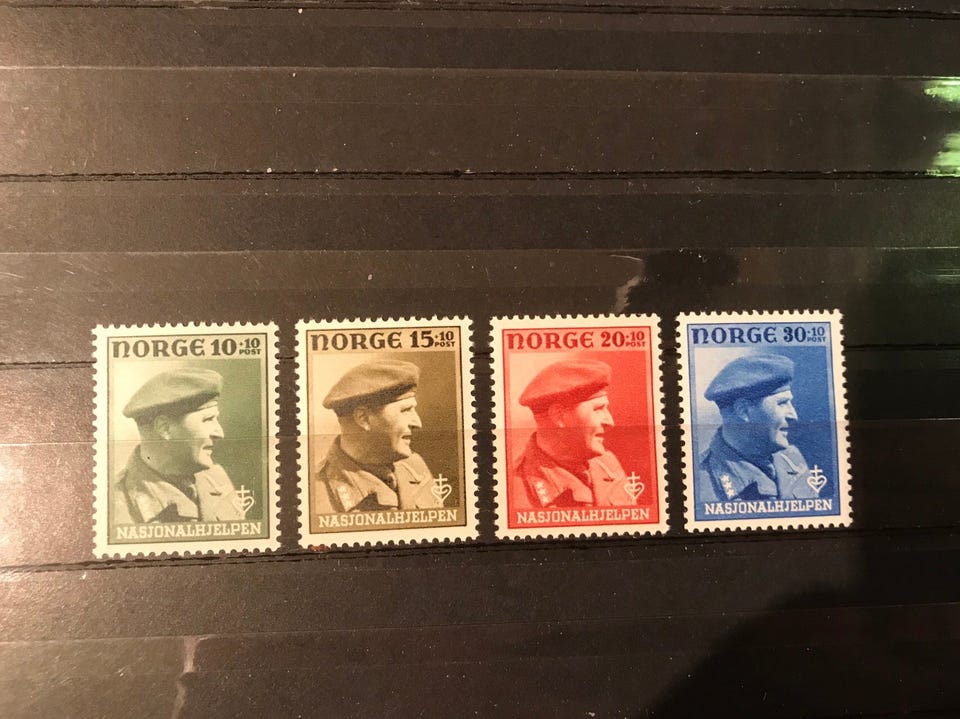 NORGE 10+10
POST
NASJONALHJELPEN
NORGE 15+10
POST
NASJONALHJELPEN
NORGE 20+10
POST
NASJONALHJELPEN
NORGE 30+10
POST
NASJONALHJELPEN